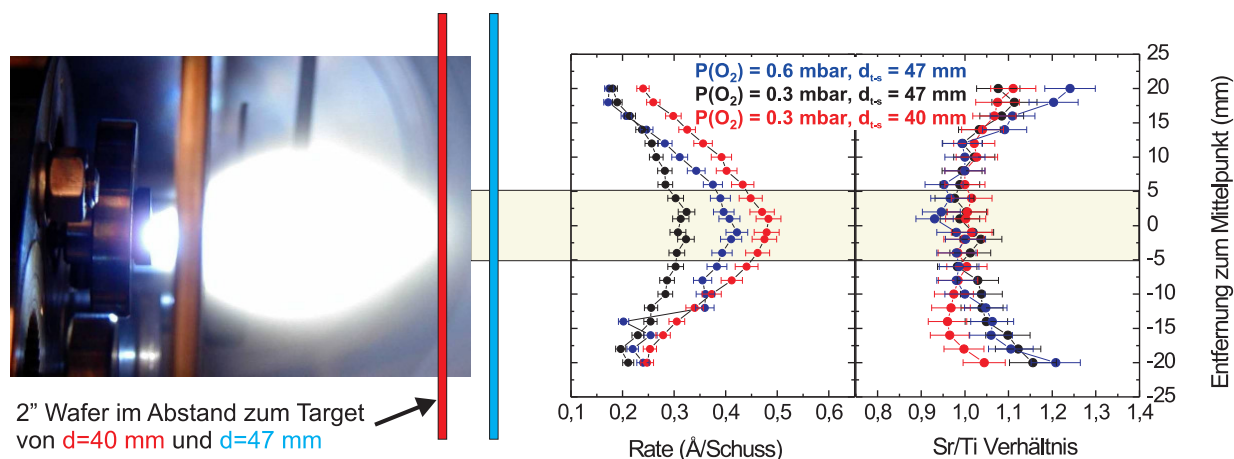 2” Wafer im Abstand zum Target
von d=40 mm und d=47 mm
P(O₂) = 0.6 mbar, dₜ₋ₛ = 47 mm
P(O₂) = 0.3 mbar, dₜ₋ₛ = 47 mm
P(O₂) = 0.3 mbar, dₜ₋ₛ = 40 mm
0,1 0,2 0,3 0,4 0,5 0,6
Rate (Å/Schuss)
0,8 0,9 1,0 1,1 1,2 1,3 1,4
Sr/Ti Verhältnis
25
20
15
10
5
0
-5
-10
-15
-20
-25
Entfernung zum Mittelpunkt (mm)